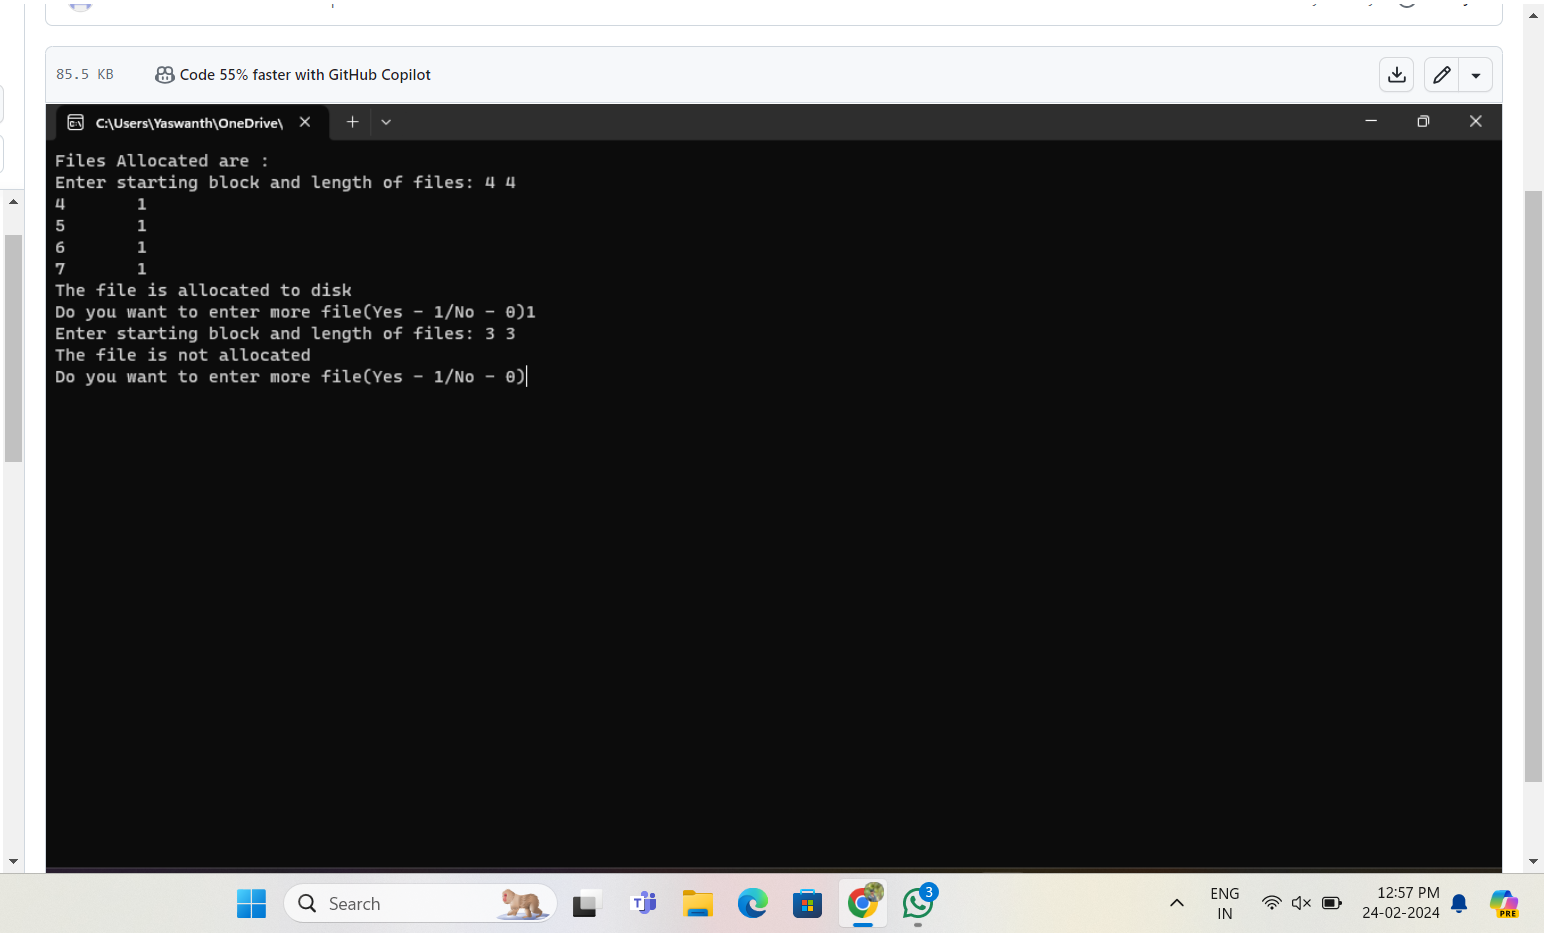 85.5 KB Code 55% faster with GitHub Copilot
C:\Users\Yaswanth\OneDrive\
Files Allocated are :
Enter starting block and length of files: 4 4
4 1
5 1
6 1
7 1
The file is allocated to disk
Do you want to enter more file(Yes - 1/No - 0)1
Enter starting block and length of files: 3 3
The file is not allocated
Do you want to enter more file(Yes - 1/No - 0)
Search
3
ENG
IN
12:57 PM
24-02-2024
PRE